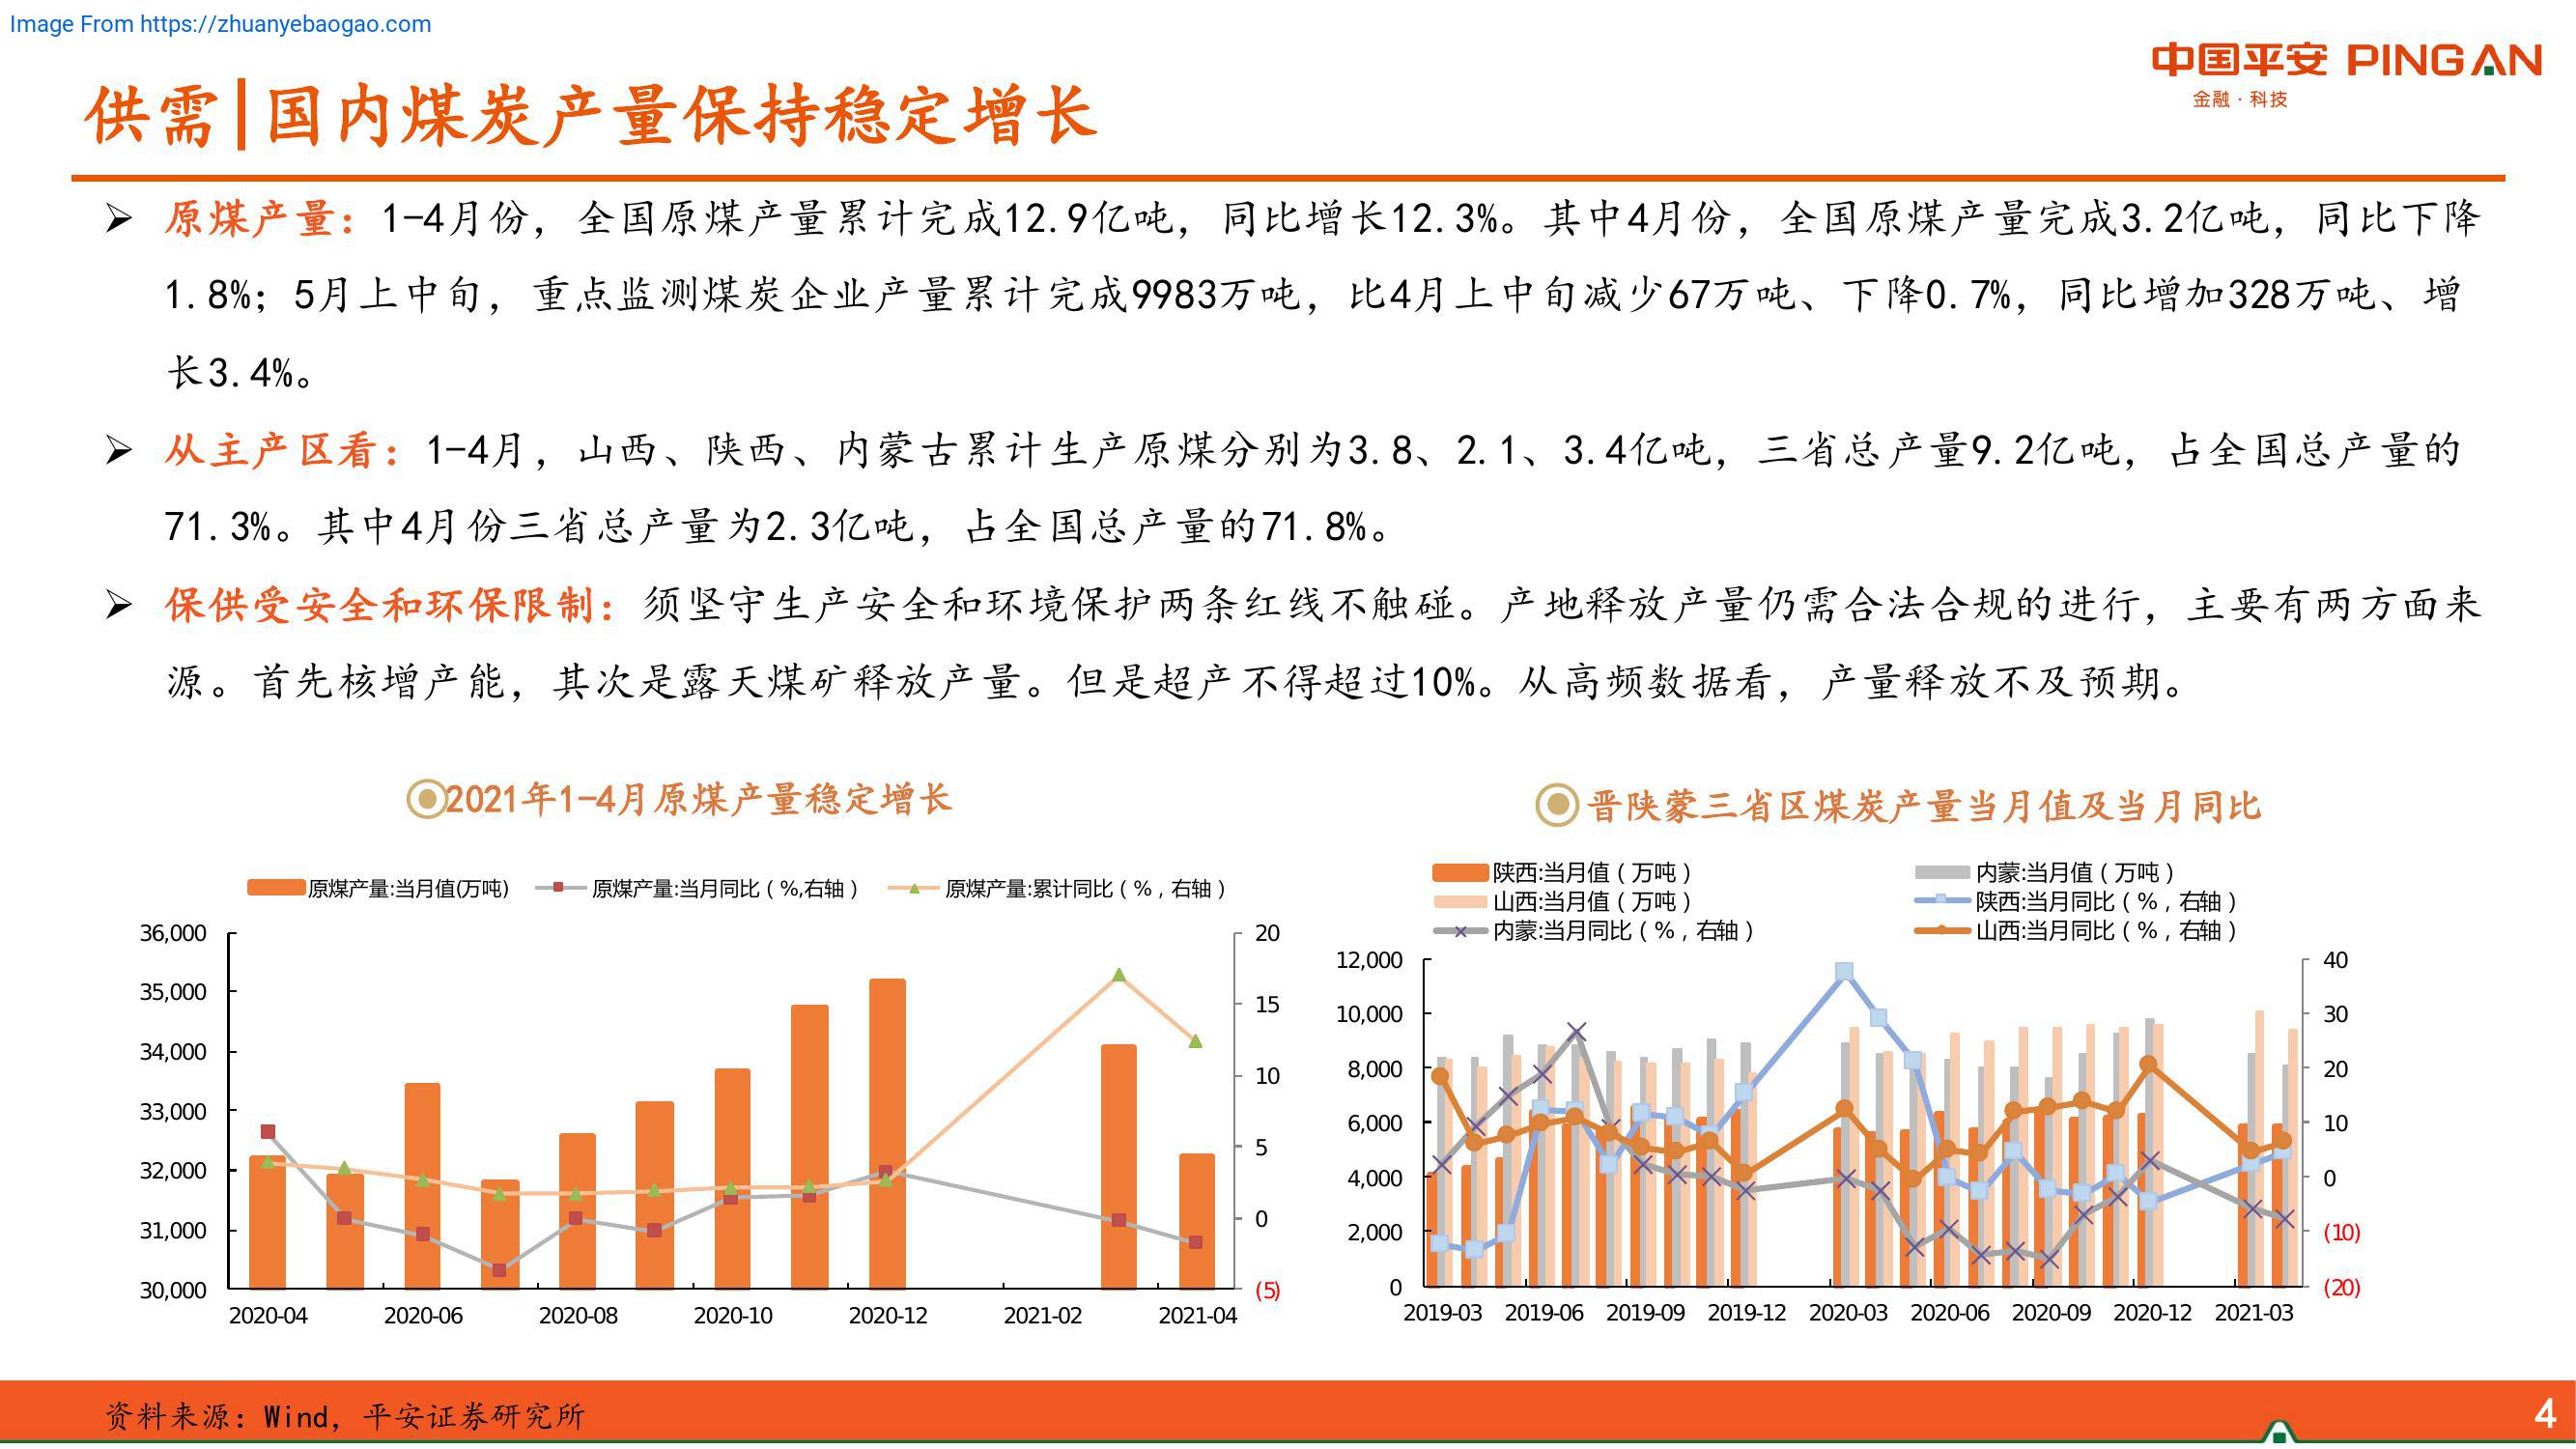 Image From https://zhuanyebaogao.com
中国平安 PINGAN
金融·科技
供需|国内煤炭产量保持稳定增长
原煤产量：1-4月份，全国原煤产量累计完成12.9亿吨，同比增长12.3%。其中4月份，全国原煤产量完成3.2亿吨，同比下降
1.8%；5月上中旬，重点监测煤炭企业产量累计完成9983万吨，比4月上中旬减少67万吨、下降0.7%，同比增加328万吨、增
长3.4%。
从主产区看：1-4月，山西、陕西、内蒙古累计生产原煤分别为3.8、2.1、3.4亿吨，三省总产量9.2亿吨，占全国总产量的
71.3%。其中4月份三省总产量为2.3亿吨，占全国总产量的71.8%。
保供受安全和环保限制：须坚守生产安全和环境保护两条红线不触碰。产地释放产量仍需合法合规的进行，主要有两方面来
源。首先核增产能，其次是露天煤矿释放产量。但是超产不得超过10%。从高频数据看，产量释放不及预期。
2021年1-4月原煤产量稳定增长
原煤产量:当月值(万吨) 原煤产量:当月同比（%,右轴） 原煤产量:累计同比（%，右轴）
36,000
35,000
34,000
33,000
32,000
31,000
30,000
20
15
10
5
0
(5)
2020-04 2020-06 2020-08 2020-10 2020-12 2021-02 2021-04
晋陕蒙三省区煤炭产量当月值及当月同比
陕西:当月值（万吨） 内蒙:当月值（万吨）
山西:当月值（万吨） 陕西:当月同比（%，右轴）
内蒙:当月同比（%，右轴） 山西:当月同比（%，右轴）
12,000
10,000
8,000
6,000
4,000
2,000
0
40
30
20
10
0
(10)
(20)
2019-03 2019-06 2019-09 2019-12 2020-03 2020-06 2020-09 2020-12 2021-03
资料来源：Wind，平安证券研究所
4